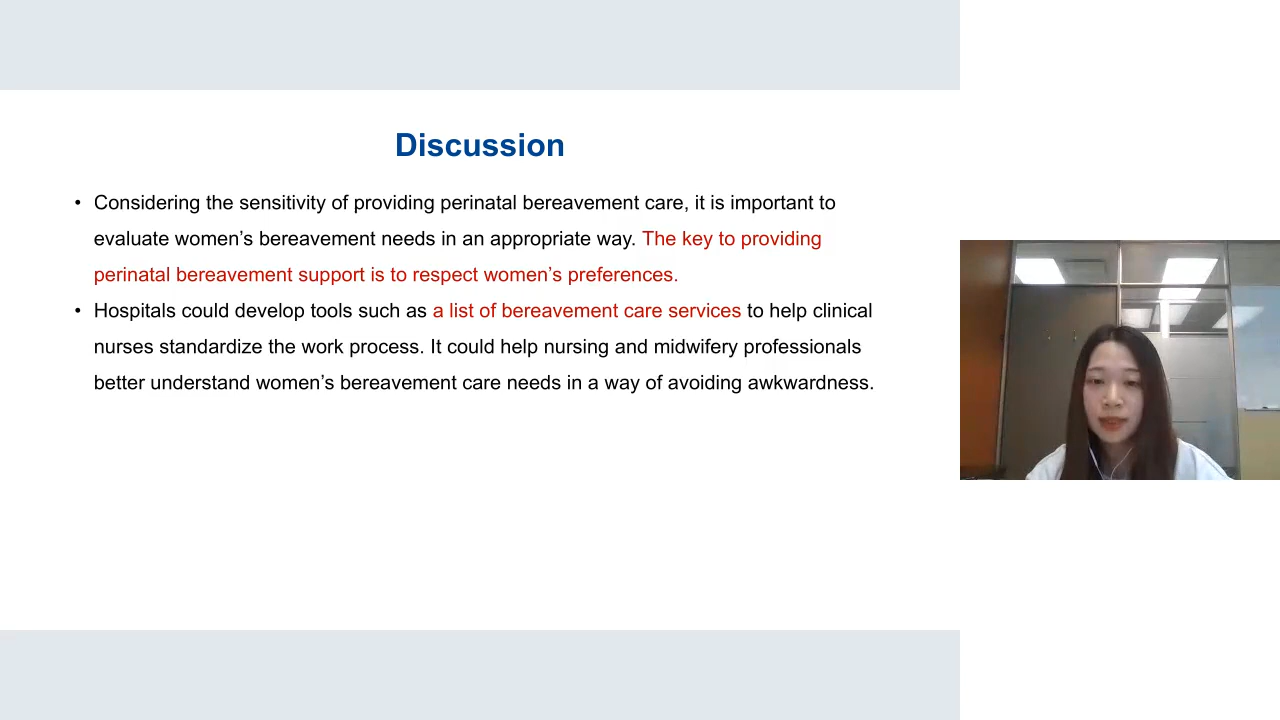 Discussion
• Considering the sensitivity of providing perinatal bereavement care, it is important to
evaluate women’s bereavement needs in an appropriate way. The key to providing
perinatal bereavement support is to respect women’s preferences.
• Hospitals could develop tools such as a list of bereavement care services to help clinical
nurses standardize the work process. It could help nursing and midwifery professionals
better understand women’s bereavement care needs in a way of avoiding awkwardness.